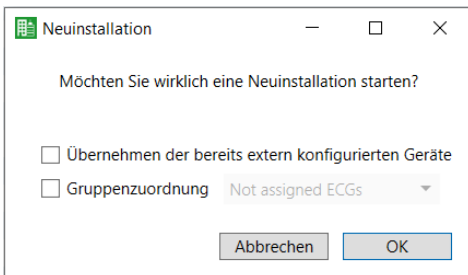 Neuinstallation
Möchten Sie wirklich eine Neuinstallation starten?
Übernehmen der bereits extern konfigurierten Geräte
Gruppenzuordnung Not assigned ECGs
Abbrechen OK